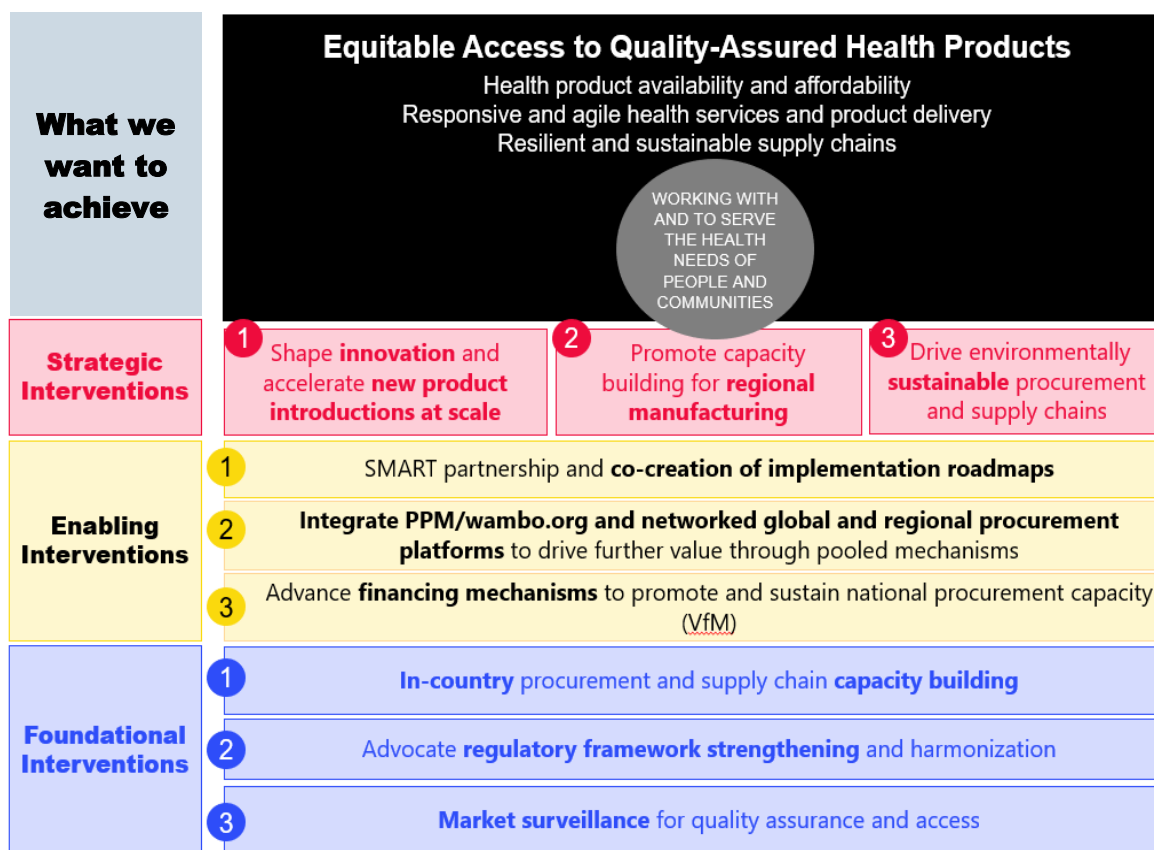 What we
want to
achieve
Equitable Access to Quality-Assured Health Products
Health product availability and affordability
Responsive and agile health services and product delivery
Resilient and sustainable supply chains
WORKING WITH
AND TO SERVE
THE HEALTH
NEEDS OF
PEOPLE AND
COMMUNITIES
Strategic
Interventions
1
Shape innovation and
accelerate new product
introductions at scale
2
Promote capacity
building for regional
manufacturing
3
Drive environmentally
sustainable procurement
and supply chains
Enabling
Interventions
1
SMART partnership and co-creation of implementation roadmaps
2
Integrate PPM/wambo.org and networked global and regional procurement
platforms to drive further value through pooled mechanisms
3
Advance financing mechanisms to promote and sustain national procurement capacity
(VfM)
Foundational
Interventions
1
In-country procurement and supply chain capacity building
2
Advocate regulatory framework strengthening and harmonization
3
Market surveillance for quality assurance and access